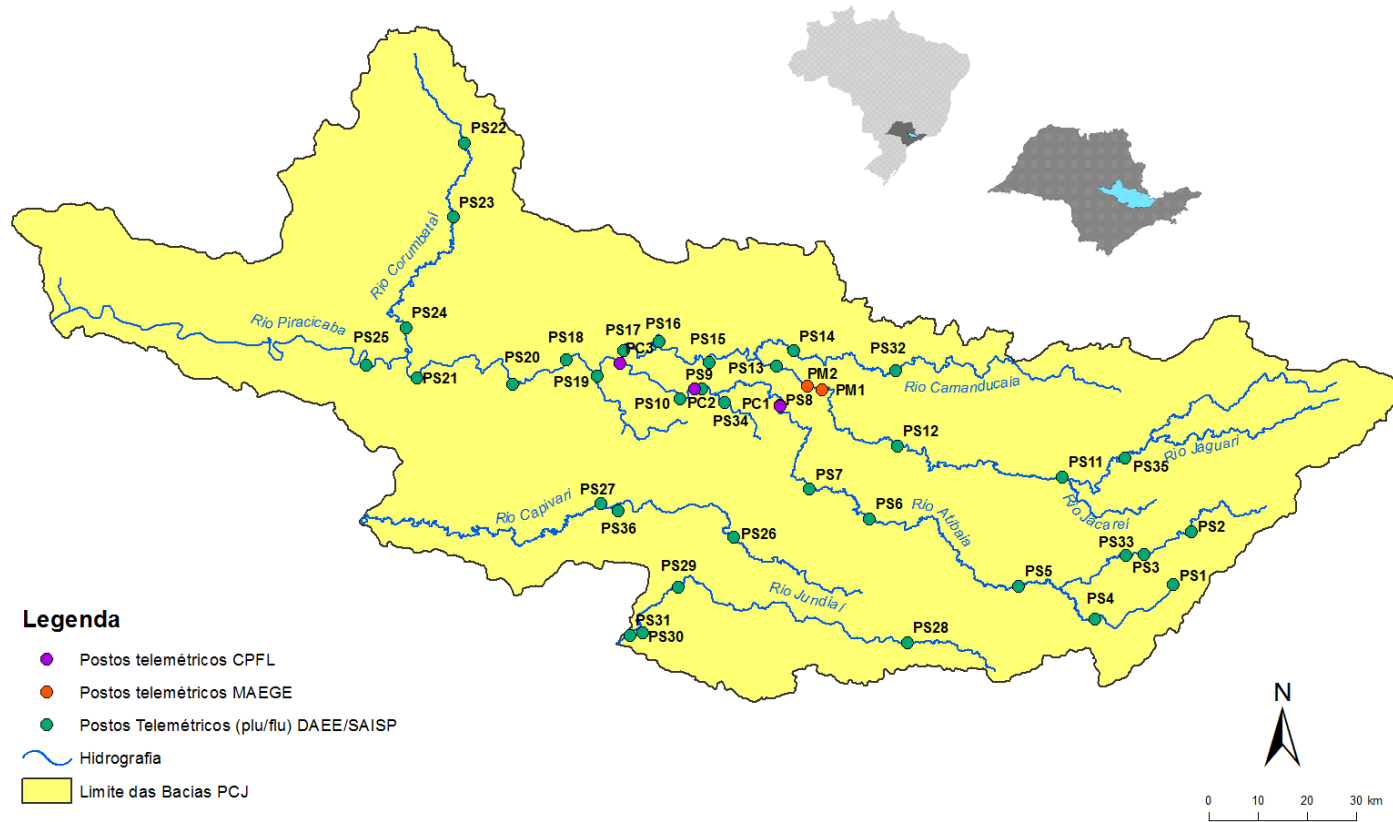 PS22
PS23
Rio Corumbataí
PS24
Rio Piracicaba
PS25
PS21
PS20
PS18
PS19
PS17
PC3
PS16
PS15
PS9
PS10
PC2
PS34
PS13
PS14
PC1
PS8
PM2
PM1
PS32
Rio Camanducaia
PS12
PS11
PS35
Rio Jaguari
Rio Jacareí
PS7
PS6
Rio Atibaia
PS2
PS33
PS3
PS1
PS5
PS4
PS27
Rio Capivari
PS36
PS26
PS29
Rio Jundiaí
PS28
PS31
PS30
Legenda
Postos telemétricos CPFL
Postos telemétricos MAEGE
Postos Telemétricos (plu/flu) DAEE/SAISP
Hidrografia
Limite das Bacias PCJ
N
0 10 20 30 km